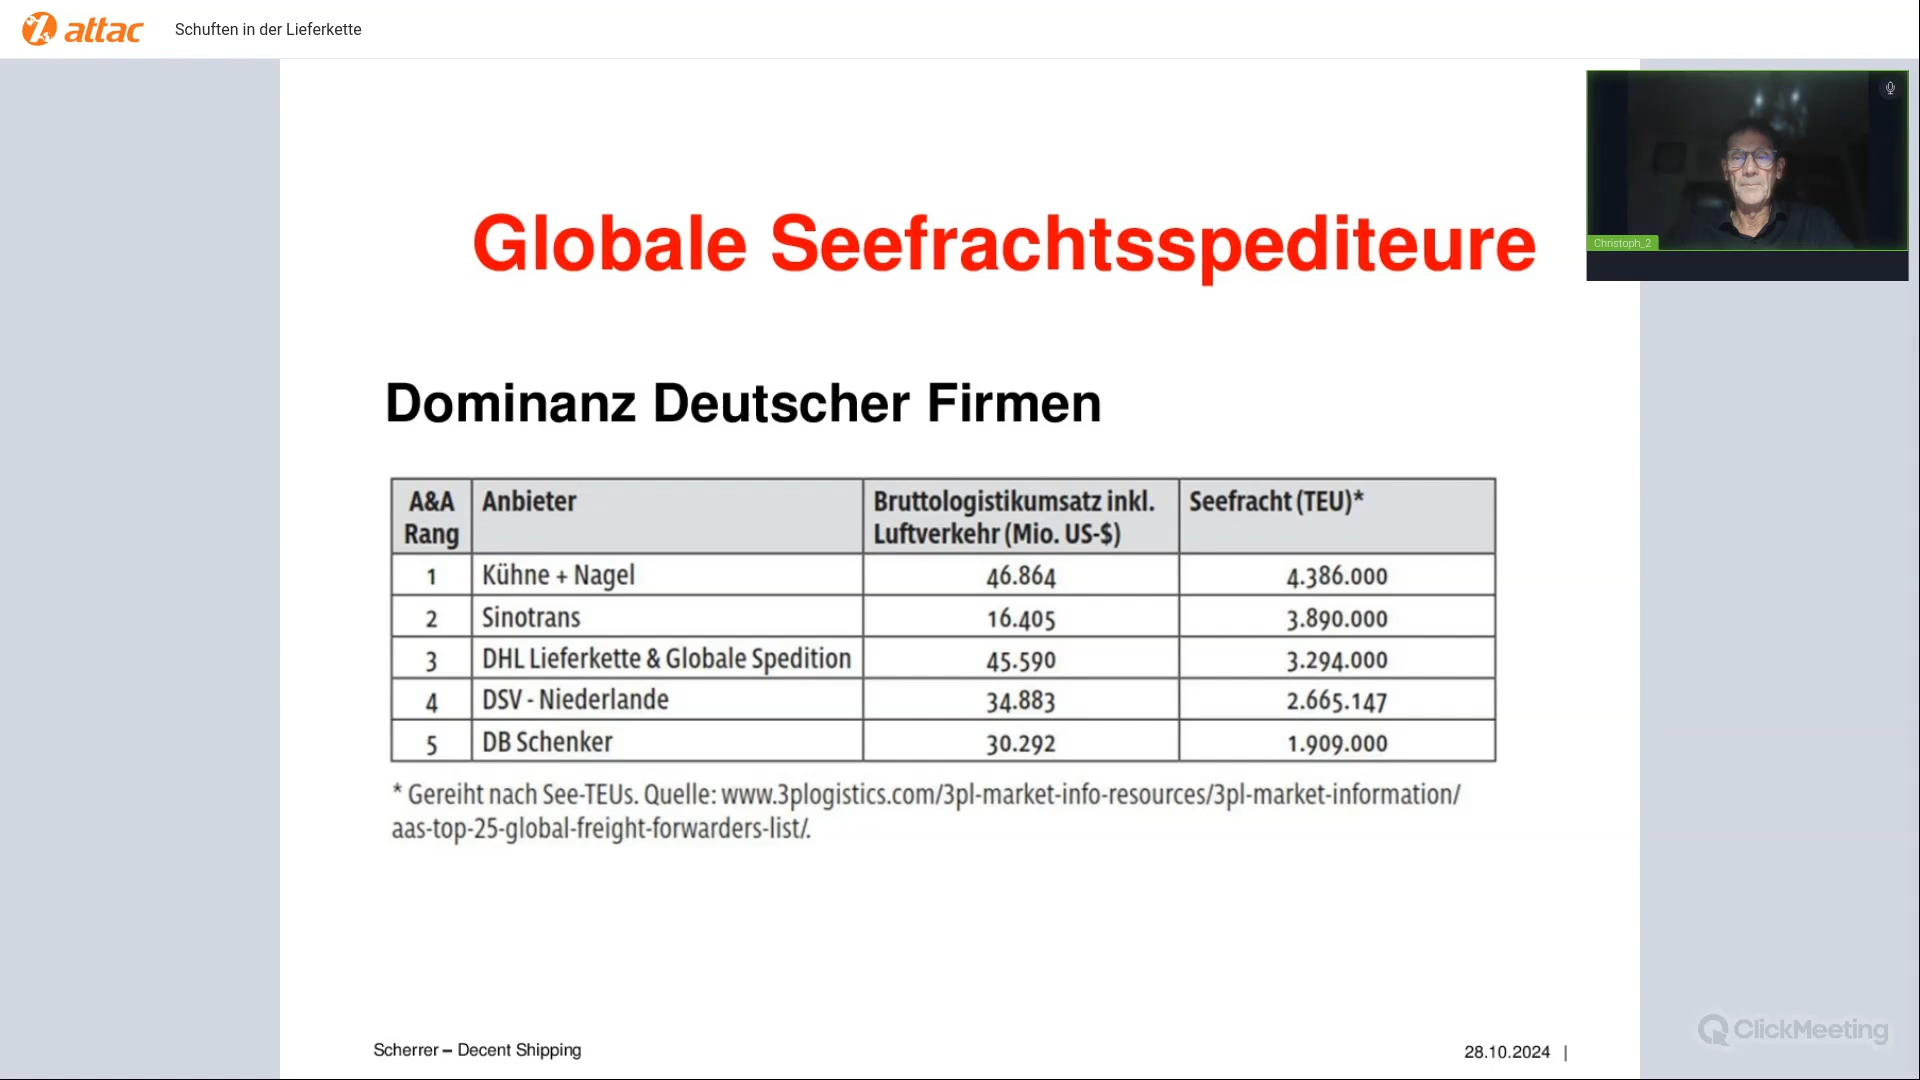 attac
Schuften in der Lieferkette
Christoph_2
Globale Seefrachtsspediteure
Dominanz Deutscher Firmen
A&A Rang Anbieter Bruttologistikumsatz inkl. Luftverkehr (Mio. US-$) Seefracht (TEU)*
1 Kühne + Nagel 46.864 4.386.000
2 Sinotrans 16.405 3.890.000
3 DHL Lieferkette & Globale Spedition 45.590 3.294.000
4 DSV - Niederlande 34.883 2.665.147
5 DB Schenker 30.292 1.909.000
* Gereiht nach See-TEUs. Quelle: www.3plogistics.com/3pl-market-info-resources/3pl-market-information/
aas-top-25-global-freight-forwarders-list/.
Scherrer – Decent Shipping
28.10.2024 |
ClickMeeting